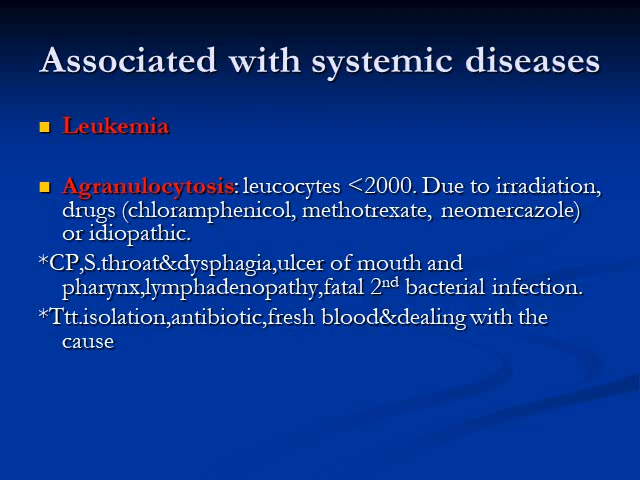 Associated with systemic diseases
Leukemia
Agranulocytosis: leucocytes <2000. Due to irradiation,
drugs (chloramphenicol, methotrexate, neomercazole)
or idiopathic.
*CP,S.throat&dysphagia,ulcer of mouth and
pharynx,lymphadenopathy,fatal 2nd bacterial infection.
*Ttt.isolation,antibiotic,fresh blood&dealing with the
cause